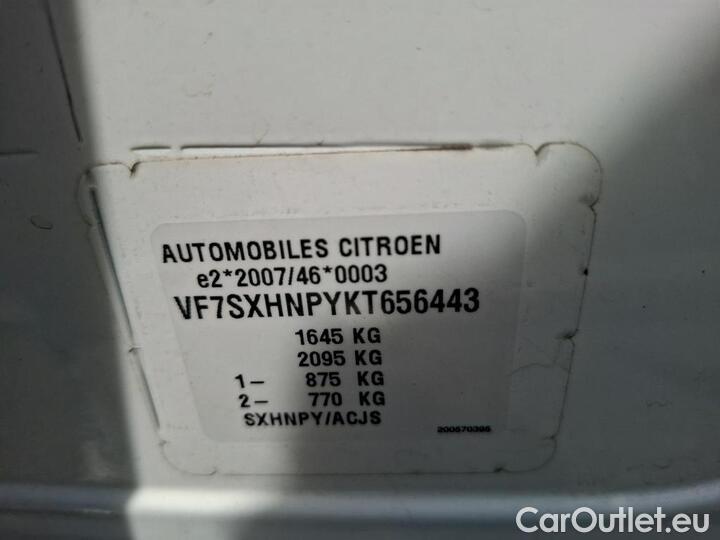 AUTOMOBILES CITROEN
e2*2007/46*0003
VF7SXHNPYKT656443
1645 KG
2095 KG
1- 875 KG
2- 770 KG
SXHNPY/ACJS
200570395
CarOutlet.eu